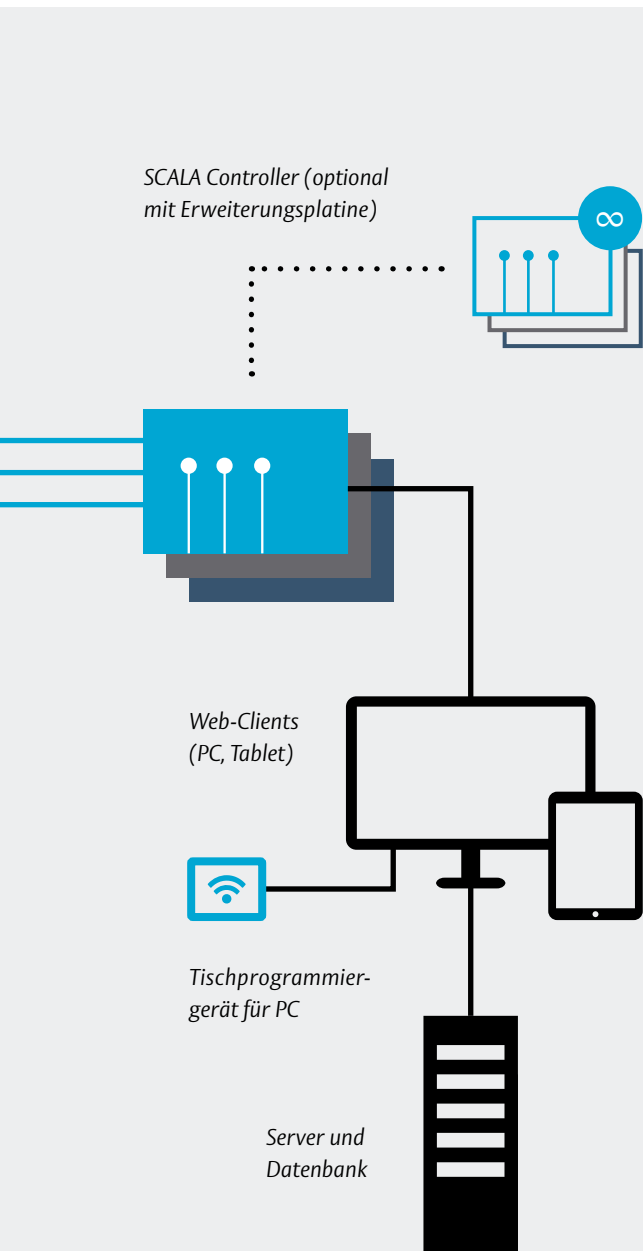 SCALA Controller (optional
mit Erweiterungsplatine)
∞
Web-Clients
(PC, Tablet)
Tischprogrammier-
gerät für PC
Server und
Datenbank